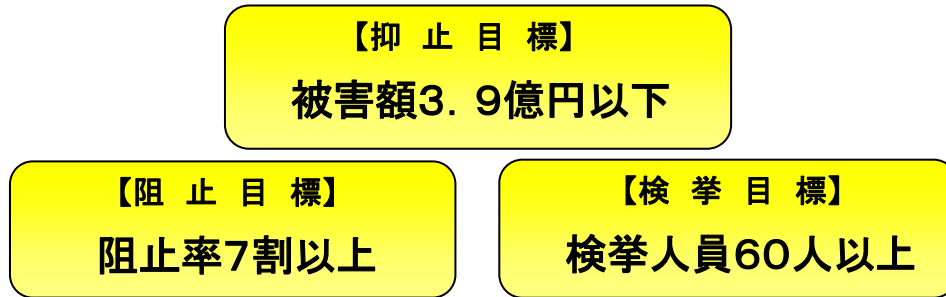 【抑 止 目 標】
被害額3．9億円以下
【阻 止 目 標】
阻止率7割以上
【検 挙 目 標】
検挙人員60人以上